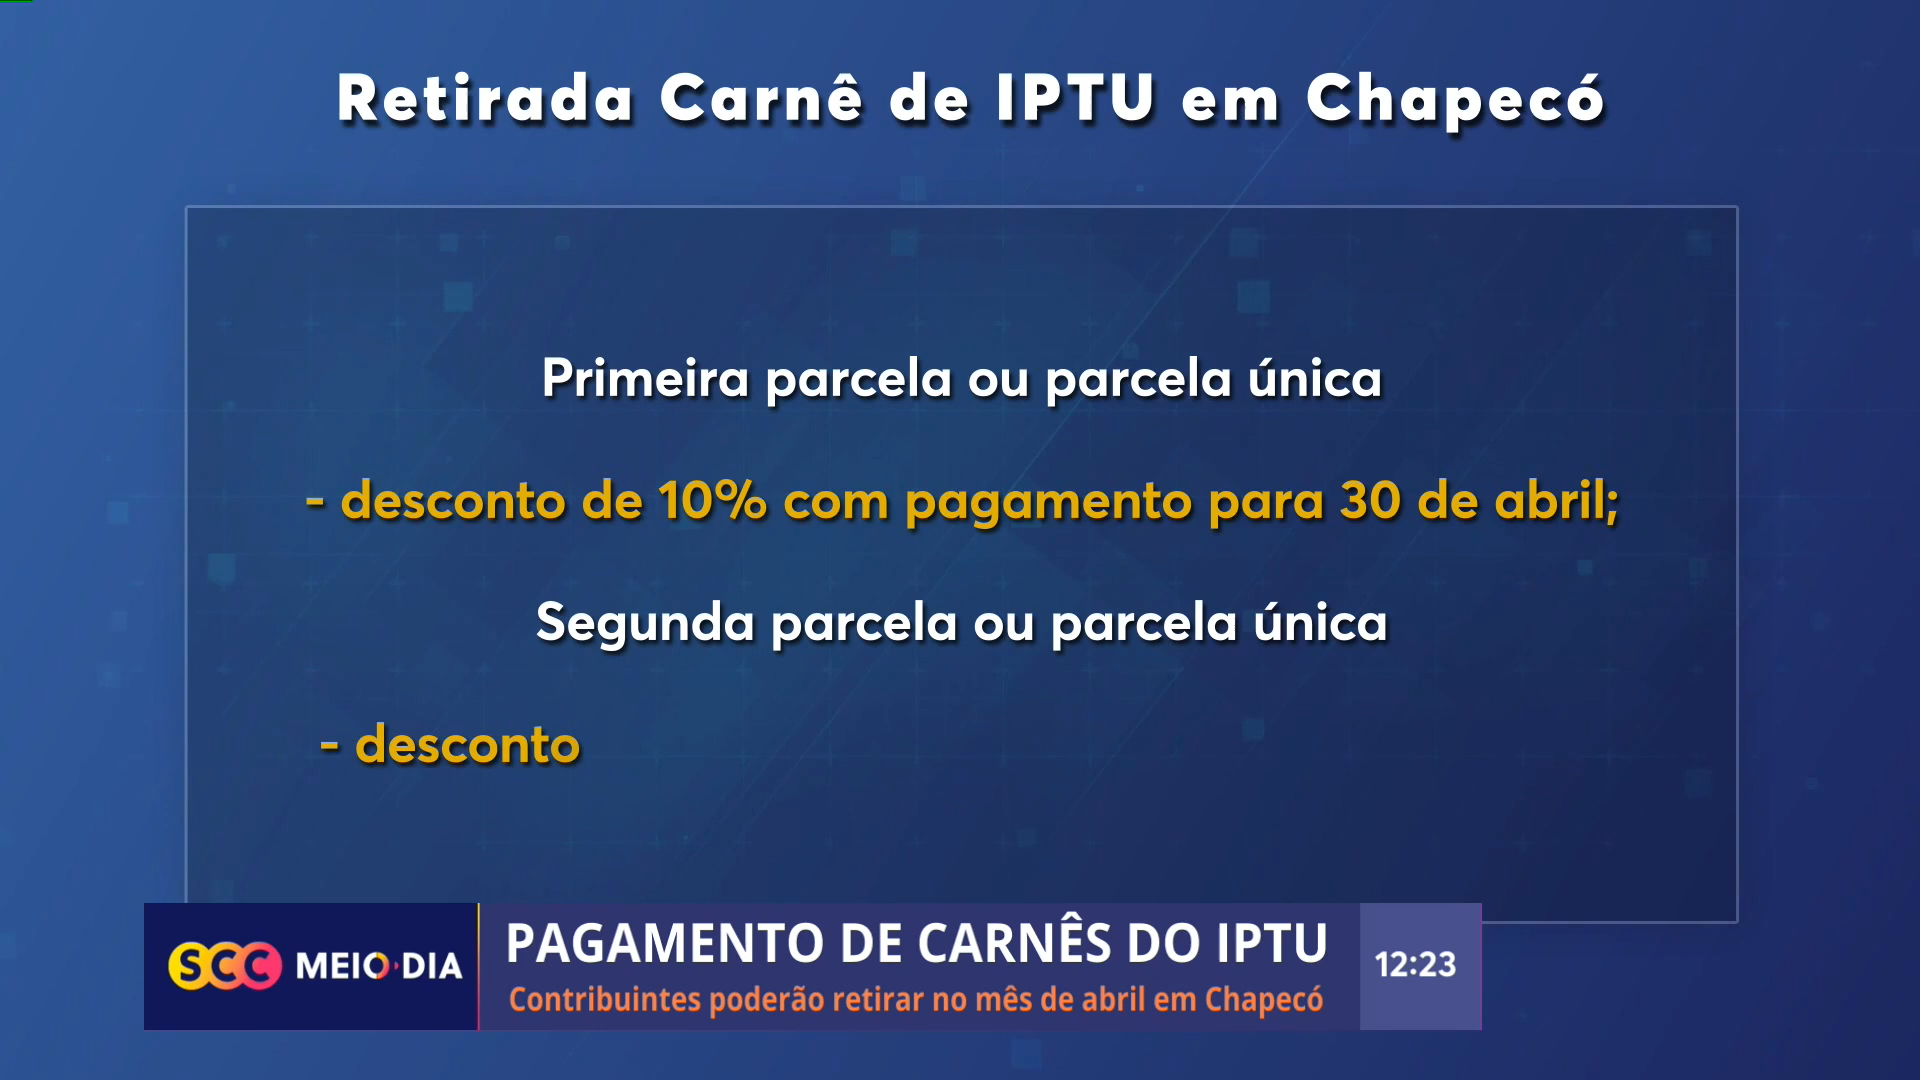 Retirada Carnê de IPTU em Chapecó
Primeira parcela ou parcela única
- desconto de 10% com pagamento para 30 de abril;
Segunda parcela ou parcela única
- desconto
SCC MEIO-DIA
PAGAMENTO DE CARNÊS DO IPTU
Contribuintes poderão retirar no mês de abril em Chapecó
12:23